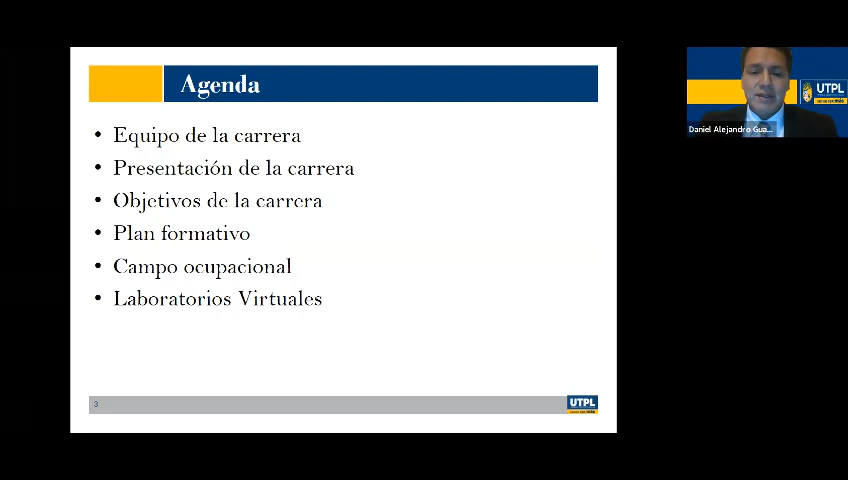 Agenda
• Equipo de la carrera
• Presentación de la carrera
• Objetivos de la carrera
• Plan formativo
• Campo ocupacional
• Laboratorios Virtuales
3
UTPL
UTPL
Daniel Alejandro Gua...